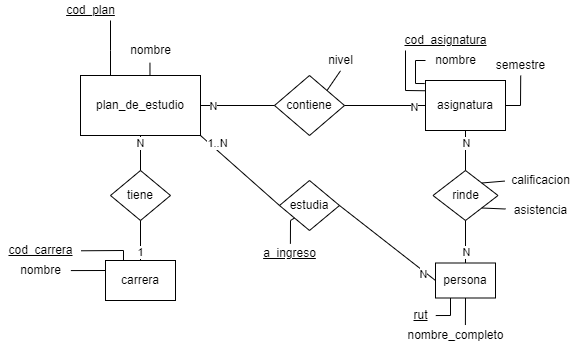 cod_plan
nombre
plan_de_estudio
N
contiene
nivel
N
cod_asignatura
nombre
semestre
asignatura
N
1..N
N
tiene
estudia
rinde
calificacion
asistencia
a_ingreso
cod_carrera
nombre
1
carrera
N
N
persona
rut
nombre_completo